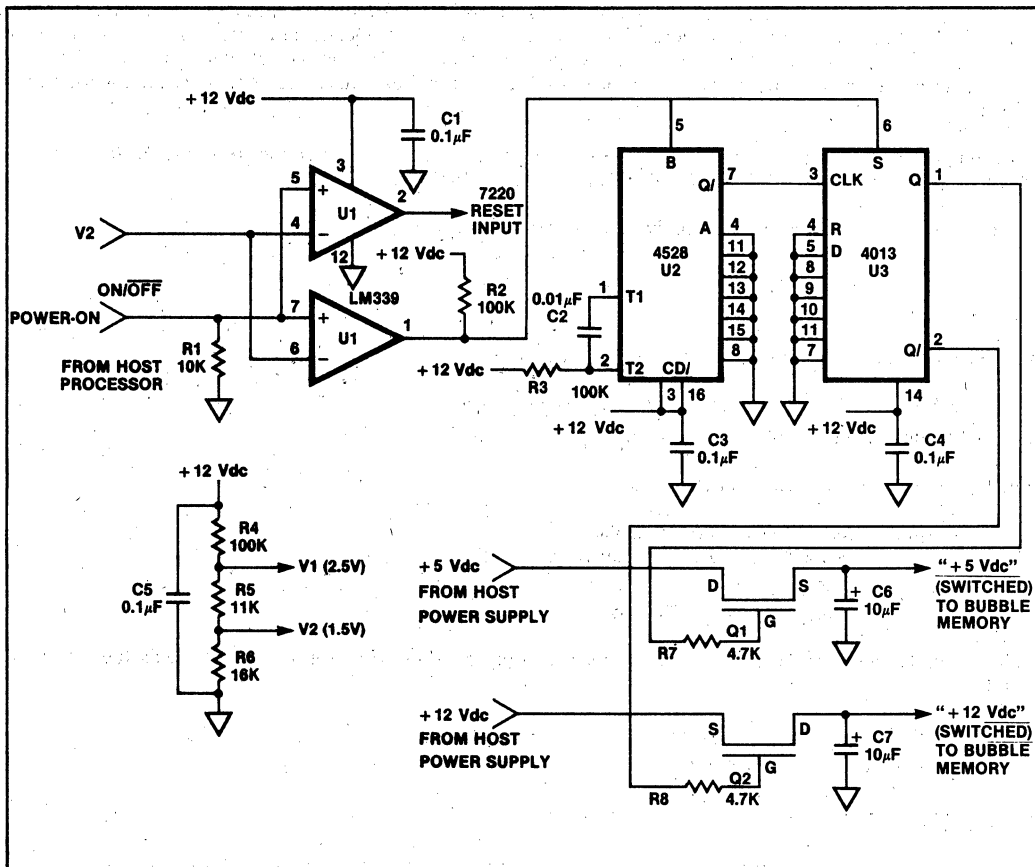 +12 Vdc
C1
0.1μF
3
5
+
U1
2
7220
RESET
INPUT
4
−
V2
12
LM339
+12 Vdc
ON/OFF
POWER-ON
7
+
U1
1
R2
100K
6
−
FROM HOST
PROCESSOR
R1
10K
5
B
6
S
Q/
7
3
CLK
Q
1
A
4
11
12
13
14
15
8
4528
U2
4
R
5
D
8
9
10
11
7
4013
U3
0.01μF
C2
1
T1
+12 Vdc
R3
100K
2
T2
CD/
3
16
Q/
2
14
+12 Vdc
C3
0.1μF
+12 Vdc
C4
0.1μF
+12 Vdc
R4
100K
V1 (2.5V)
C5
0.1μF
R5
11K
V2 (1.5V)
R6
16K
+5 Vdc
FROM HOST
POWER SUPPLY
D
S
G
R7
Q1
4.7K
+
C6
10μF
"+5 Vdc"
(SWITCHED)
TO BUBBLE
MEMORY
+12 Vdc
FROM HOST
POWER SUPPLY
S
D
G
R8
Q2
4.7K
+
C7
10μF
"+12 Vdc"
(SWITCHED)
TO BUBBLE
MEMORY